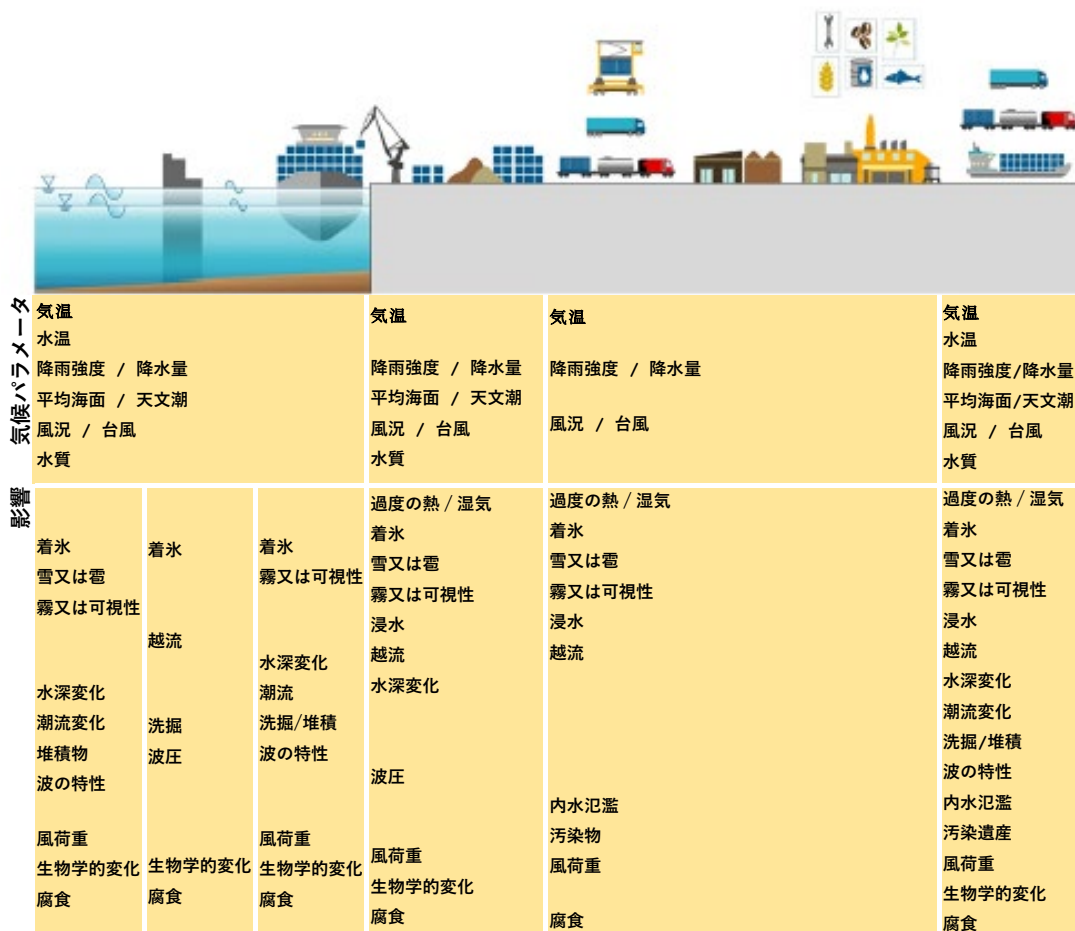 気候パラメータ
気温
水温
降雨強度 / 降水量
平均海面 / 天文潮
風況 / 台風
水質
気温
降雨強度 / 降水量
平均海面 / 天文潮
風況 / 台風
水質
気温
降雨強度 / 降水量
風況 / 台風
気温
水温
降雨強度/降水量
平均海面/天文潮
風況 / 台風
水質
影響
着氷
雪又は雹
霧又は可視性
水深変化
潮流変化
堆積物
波の特性
風荷重
生物学的変化
腐食
着氷
越流
洗掘
波圧
生物学的変化
腐食
着氷
霧又は可視性
水深変化
潮流
洗掘/堆積
波の特性
風荷重
生物学的変化
腐食
過度の熱 / 湿気
着氷
雪又は雹
霧又は可視性
浸水
越流
水深変化
波圧
風荷重
生物学的変化
腐食
過度の熱 / 湿気
着氷
雪又は雹
霧又は可視性
浸水
越流
内水氾濫
汚染物
風荷重
腐食
過度の熱 / 湿気
着氷
雪又は雹
霧又は可視性
浸水
越流
水深変化
潮流変化
洗掘/堆積
波の特性
内水氾濫
汚染遺産
風荷重
生物学的変化
腐食